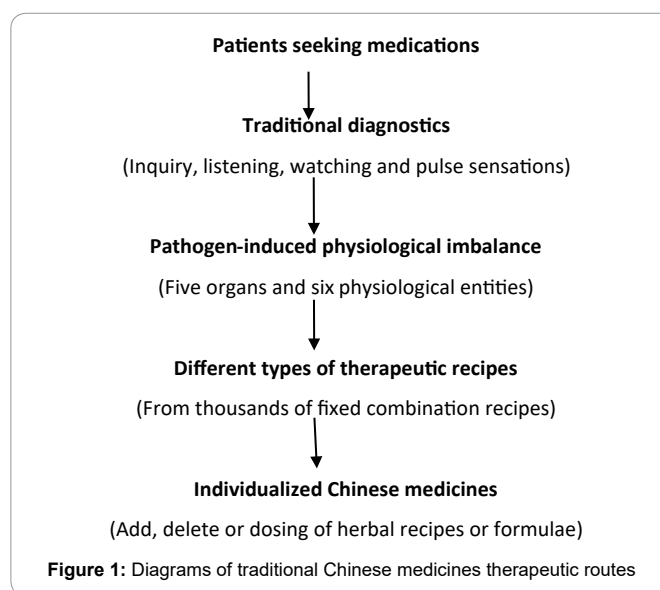 Patients seeking medications
Traditional diagnostics
(Inquiry, listening, watching and pulse sensations)
Pathogen-induced physiological imbalance
(Five organs and six physiological entities)
Different types of therapeutic recipes
(From thousands of fixed combination recipes)
Individualized Chinese medicines
(Add, delete or dosing of herbal recipes or formulae)
Figure 1: Diagrams of traditional Chinese medicines therapeutic routes